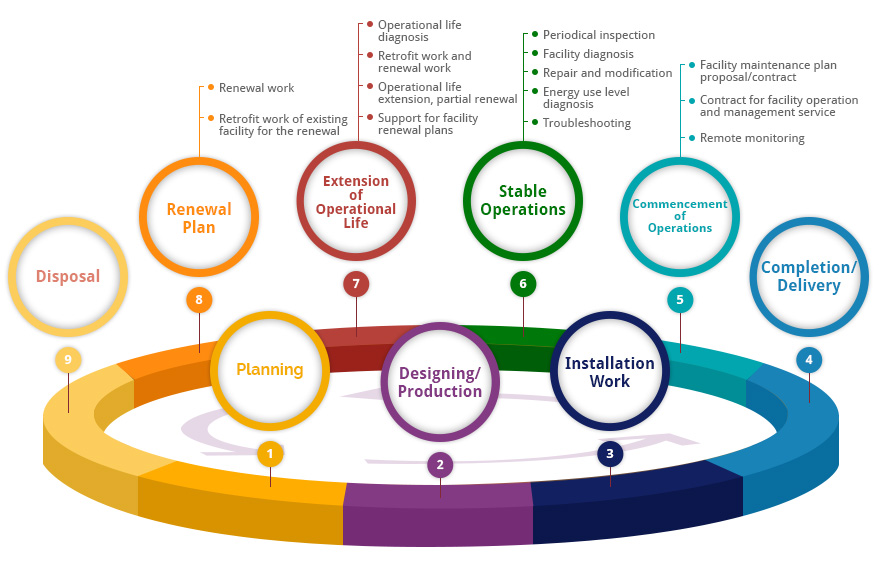 Operational life
diagnosis
Retrofit work and
renewal work
Operational life
extension, partial renewal
Support for facility
renewal plans
Periodical inspection
Facility diagnosis
Repair and modification
Energy use level
diagnosis
Troubleshooting
Facility maintenance plan
proposal/contract
Contract for facility operation
and management service
Remote monitoring
Renewal work
Retrofit work of existing
facility for the renewal
Disposal
9
Renewal
Plan
8
Extension
of
Operational
Life
7
Stable
Operations
6
Commencement
of
Operations
5
Completion/
Delivery
4
Planning
1
Designing/
Production
2
Installation
Work
3